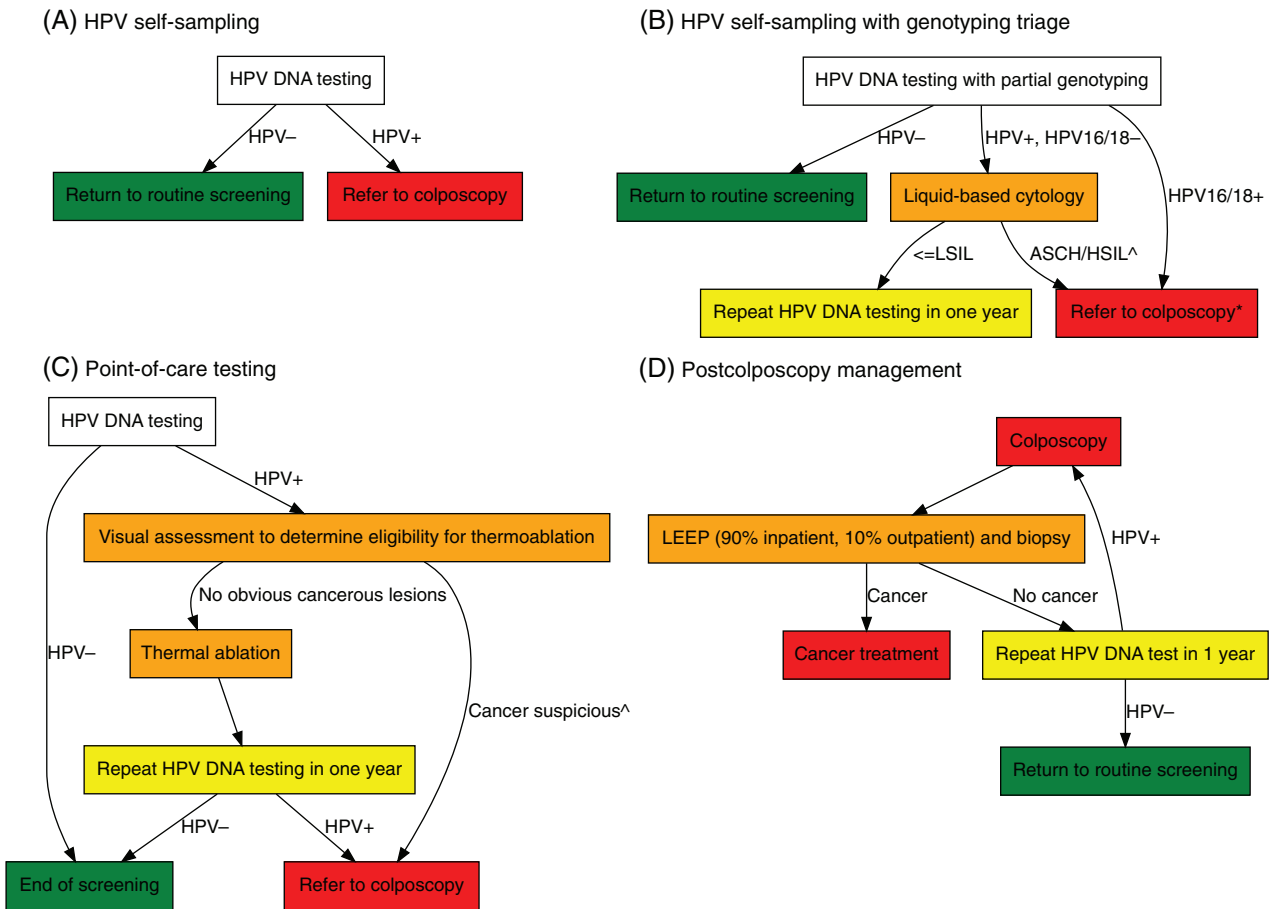 (A) HPV self-sampling
HPV DNA testing
HPV–
HPV+
Return to routine screening
Refer to colposcopy
(B) HPV self-sampling with genotyping triage
HPV DNA testing with partial genotyping
HPV–
HPV+, HPV16/18–
HPV16/18+
Return to routine screening
Liquid-based cytology
<=LSIL
ASCH/HSIL^
Repeat HPV DNA testing in one year
Refer to colposcopy*
(C) Point-of-care testing
HPV DNA testing
HPV+
Visual assessment to determine eligibility for thermoablation
No obvious cancerous lesions
Thermal ablation
HPV–
Cancer suspicious^
Repeat HPV DNA testing in one year
HPV–
HPV+
End of screening
Refer to colposcopy
(D) Postcolposcopy management
Colposcopy
LEEP (90% inpatient, 10% outpatient) and biopsy
HPV+
Cancer
No cancer
Cancer treatment
Repeat HPV DNA test in 1 year
HPV–
Return to routine screening